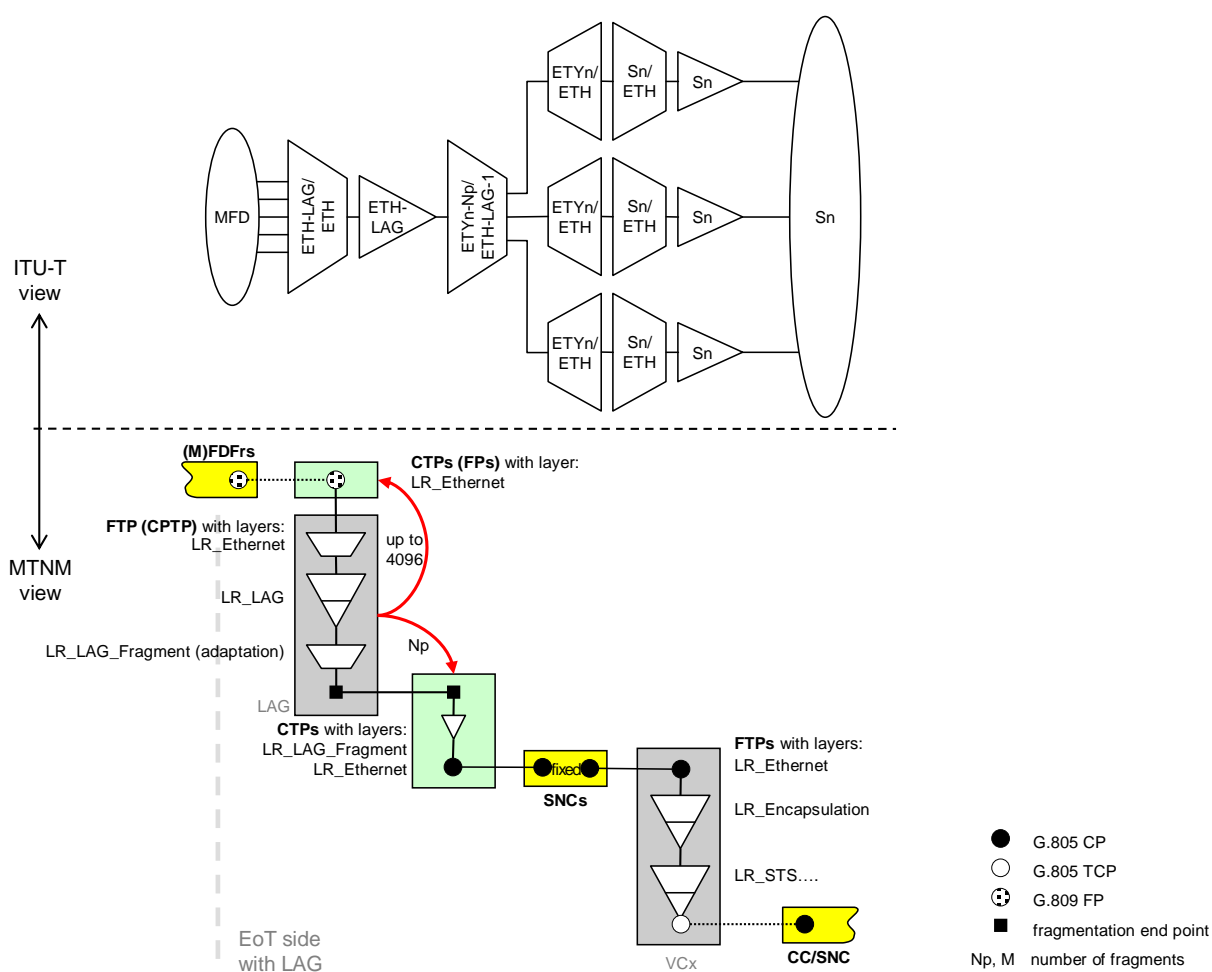 ETYn/
ETH
Sn/
ETH
Sn
MFD
ETH-LAG/
ETH
ETH-
LAG
ETYn-Np/
ETH-LAG-1
ETYn/
ETH
Sn/
ETH
Sn
Sn
ETYn/
ETH
Sn/
ETH
Sn
ITU-T
view
MTNM
view
(M)FDFrs
CTPs (FPs) with layer:
LR_Ethernet
FTP (CPTP) with layers:
LR_Ethernet
up to
4096
LR_LAG
LR_LAG_Fragment (adaptation)
Np
LAG
CTPs with layers:
LR_LAG_Fragment
LR_Ethernet
fixed
SNCs
FTPs with layers:
LR_Ethernet
LR_Encapsulation
LR_STS....
EoT side
with LAG
VCx
CC/SNC
G.805 CP
G.805 TCP
G.809 FP
fragmentation end point
Np, M number of fragments